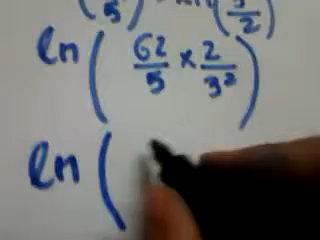 ln ( 62/5 × 2/3² )
ln (